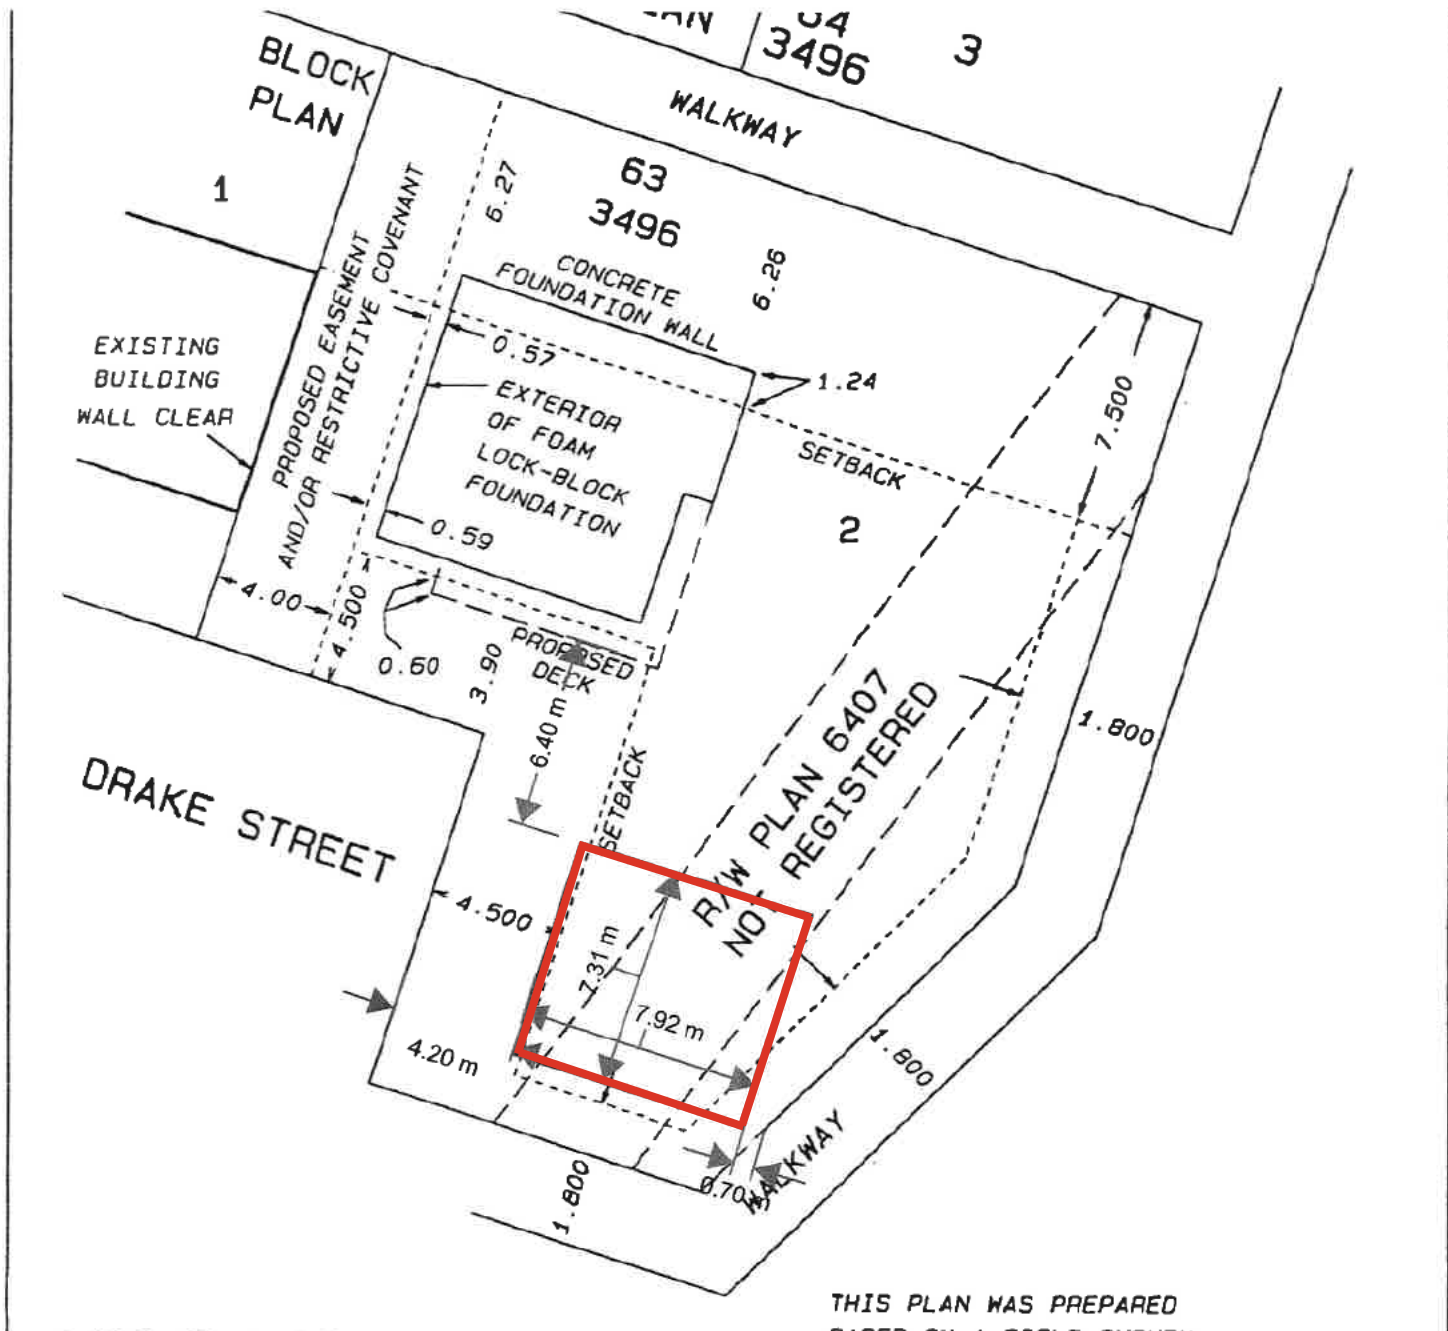 64
3496
3
BLOCK
PLAN
1
WALKWAY
63
3496
6.27
6.26
CONCRETE
FOUNDATION WALL
PROPOSED EASEMENT
AND/OR RESTRICTIVE COVENANT
EXISTING
BUILDING
WALL CLEAR
0.57
1.24
EXTERIOR
OF FOAM
LOCK-BLOCK
FOUNDATION
0.59
SETBACK
7.500
2
4.00
4.500
0.60
3.90
PROPOSED
DECK
6.40 m
SETBACK
R/W PLAN 6407
NOT REGISTERED
1.800
DRAKE STREET
4.500
7.31 m
7.92 m
4.20 m
1.800
WALKWAY
0.70
1.800
THIS PLAN WAS PREPARED